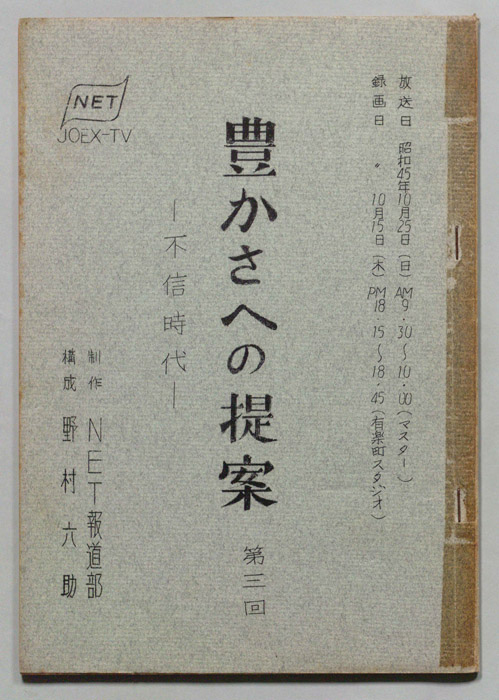 放送日 昭和45年10月25日(日)AM9.30〜10.00(マスター)
録画日 〃 10月15日(木)PM18.15〜18.45(有楽町スタジオ)
豊かさへの提案 第三回
―不信時代―
制作 NET報道部
構成 野村六助
NET
JOEX-TV